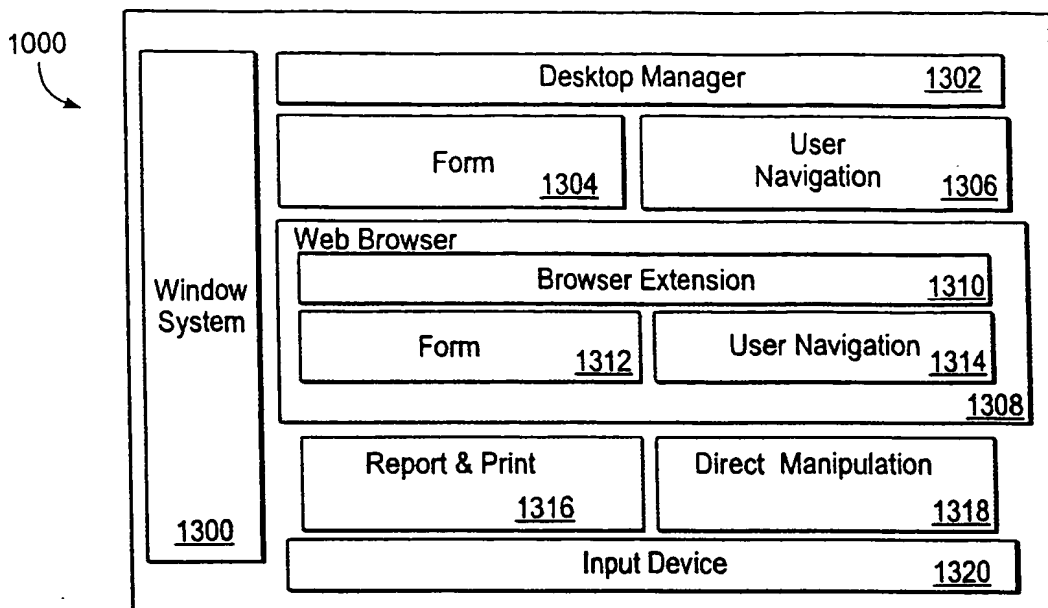 1000
Desktop Manager 1302
Form 1304
User
Navigation 1306
Web Browser
Browser Extension 1310
Form 1312
User Navigation 1314
1308
Window
System
1300
Report & Print
1316
Direct Manipulation
1318
Input Device 1320